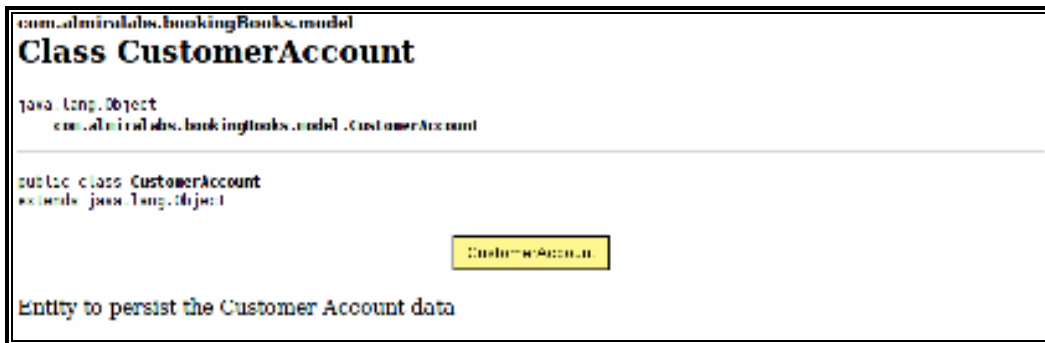 com.almiralabs.bookingBooks.model
Class CustomerAccount
java.lang.Object
com.almiralabs.bookingBooks.model.CustomerAccount
public class CustomerAccount
extends java.lang.Object
CustomerAccount
Entity to persist the Customer Account data